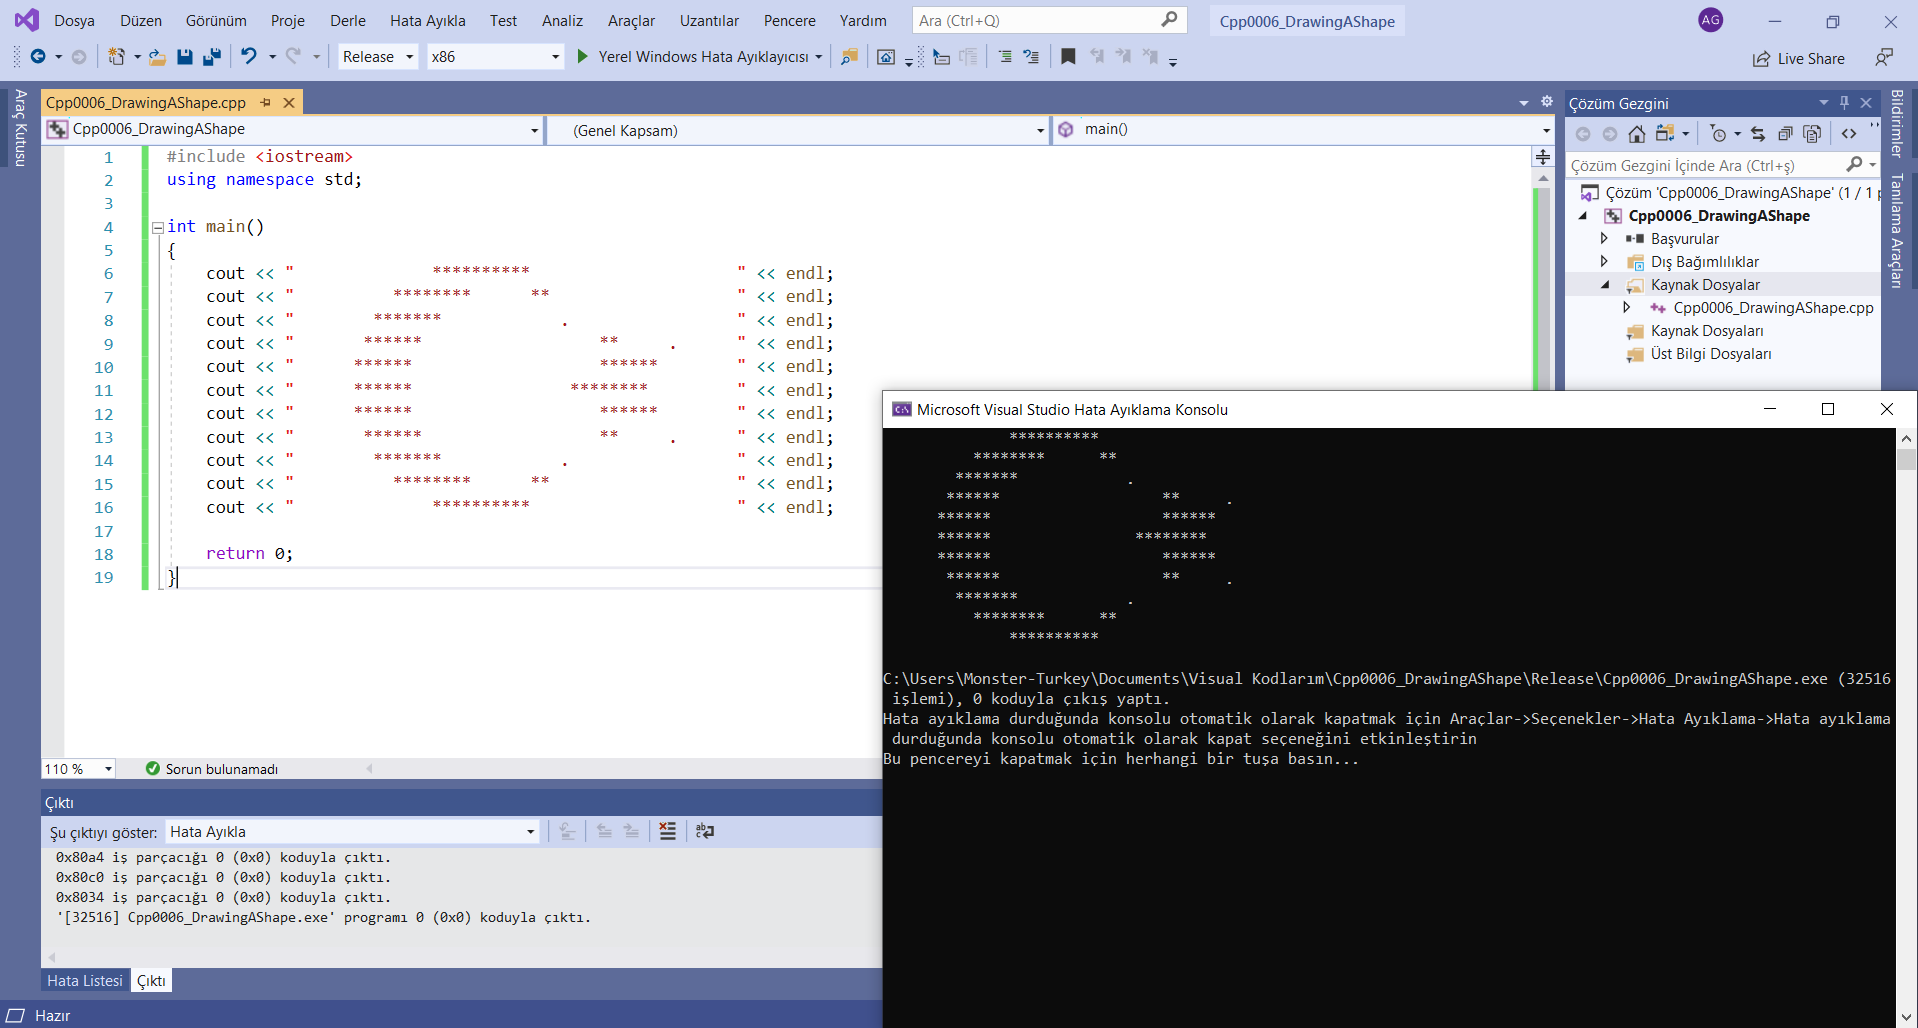 Dosya Düzen Görünüm Proje Derle Hata Ayıkla Test Analiz Araçlar Uzantılar Pencere Yardım Ara (Ctrl+Q) Cpp0006_DrawingAShape AG
Release x86 Yerel Windows Hata Ayıklayıcısı Live Share
Araç Kutusu
Cpp0006_DrawingAShape.cpp
Cpp0006_DrawingAShape (Genel Kapsam) main()
1 #include <iostream>
2 using namespace std;
3
4 int main()
5 {
6     cout << "              **********                     " << endl;
7     cout << "          ********      **                   " << endl;
8     cout << "        *******            .                 " << endl;
9     cout << "       ******                  **     .      " << endl;
10     cout << "      ******                   ******        " << endl;
11     cout << "      ******                ********         " << endl;
12     cout << "      ******                   ******        " << endl;
13     cout << "       ******                  **     .      " << endl;
14     cout << "        *******            .                 " << endl;
15     cout << "          ********      **                   " << endl;
16     cout << "              **********                     " << endl;
17
18     return 0;
19 }
110 % Sorun bulunamadı
Çıktı
Şu çıktıyı göster: Hata Ayıkla
0x80a4 iş parçacığı 0 (0x0) koduyla çıktı.
0x80c0 iş parçacığı 0 (0x0) koduyla çıktı.
0x8034 iş parçacığı 0 (0x0) koduyla çıktı.
'[32516] Cpp0006_DrawingAShape.exe' programı 0 (0x0) koduyla çıktı.
Hata Listesi Çıktı
Hazır
Çözüm Gezgini
Çözüm Gezgini İçinde Ara (Ctrl+ş)
Çözüm 'Cpp0006_DrawingAShape' (1 / 1 p
Cpp0006_DrawingAShape
Başvurular
Dış Bağımlılıklar
Kaynak Dosyalar
Cpp0006_DrawingAShape.cpp
Kaynak Dosyaları
Üst Bilgi Dosyaları
Bildirimler
Tanılama Araçları
Microsoft Visual Studio Hata Ayıklama Konsolu
              **********
          ********      **
        *******            .
       ******                  **     .
      ******                   ******
      ******                ********
      ******                   ******
       ******                  **     .
        *******            .
          ********      **
              **********
C:\Users\Monster-Turkey\Documents\Visual Kodlarım\Cpp0006_DrawingAShape\Release\Cpp0006_DrawingAShape.exe (32516
işlemi), 0 koduyla çıkış yaptı.
Hata ayıklama durduğunda konsolu otomatik olarak kapatmak için Araçlar->Seçenekler->Hata Ayıklama->Hata ayıklama
durduğunda konsolu otomatik olarak kapat seçeneğini etkinleştirin
Bu pencereyi kapatmak için herhangi bir tuşa basın...